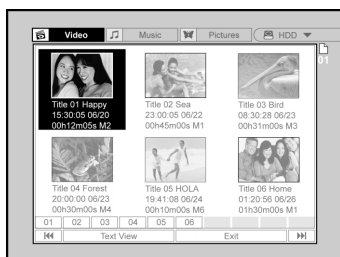 Video Music Pictures HDD
01
Title 01 Happy
15:30:05 06/20
00h12m05s M2
Title 02 Sea
23:00:05 06/22
00h45m00s M1
Title 03 Bird
08:30:28 06/26
00h31m00s M3
Title 04 Forest
20:00:00 06/23
00h30m00s M4
Title 05 HOLA
19:41:08 06/24
00h10m00s M6
Title 06 Home
01:20:56 06/26
01h30m00s M1
01 02 03 04 05 06
Text View Exit